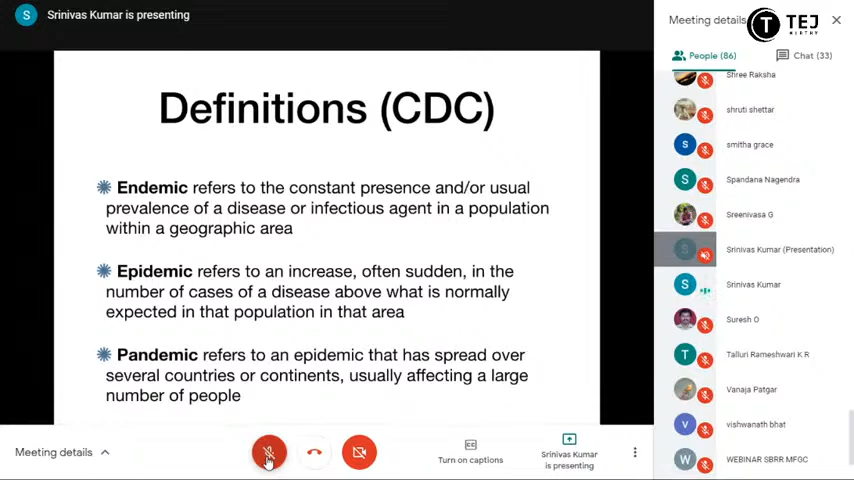 S
Srinivas Kumar is presenting
Definitions (CDC)
Endemic refers to the constant presence and/or usual
prevalence of a disease or infectious agent in a population
within a geographic area
Epidemic refers to an increase, often sudden, in the
number of cases of a disease above what is normally
expected in that population in that area
Pandemic refers to an epidemic that has spread over
several countries or continents, usually affecting a large
number of people
Meeting details
Turn on captions
Srinivas Kumar
is presenting
Meeting details
T TEJ
People (86)
Chat (33)
Shree Raksha
shruti shettar
s
smitha grace
S
Spandana Nagendra
Sreenivasa G
S
Srinivas Kumar (Presentation)
S
Srinivas Kumar
Suresh O
T
Talluri Rameshwari K R
Vanaja Patgar
V
vishwanath bhat
W
WEBINAR SBRR MFGC